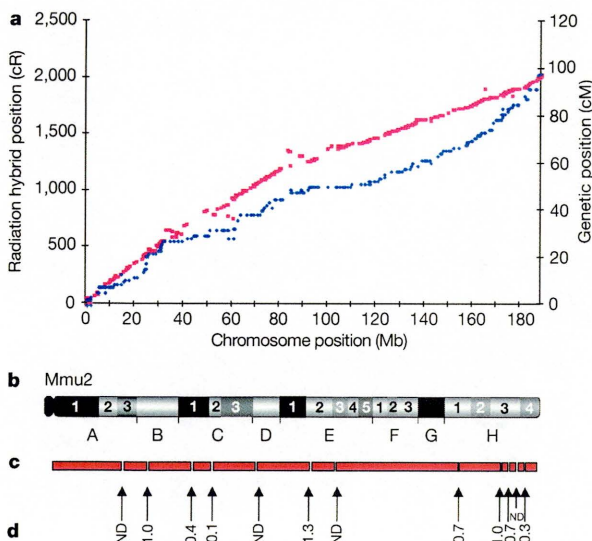 a
Radiation hybrid position (cR)
2,500
2,000
1,500
1,000
500
0
120
100
80
60
40
20
0
Genetic position (cM)
0 20 40 60 80 100 120 140 160 180
Chromosome position (Mb)
b Mmu2
1 2 3 1 2 3 1 2 3 4 5 1 2 3 1 2 3 4
A B C D E F G H
c
d
ND 1.0 0.4 0.1 ND 1.3 ND 0.7 1.0 0.7 ND 0.3